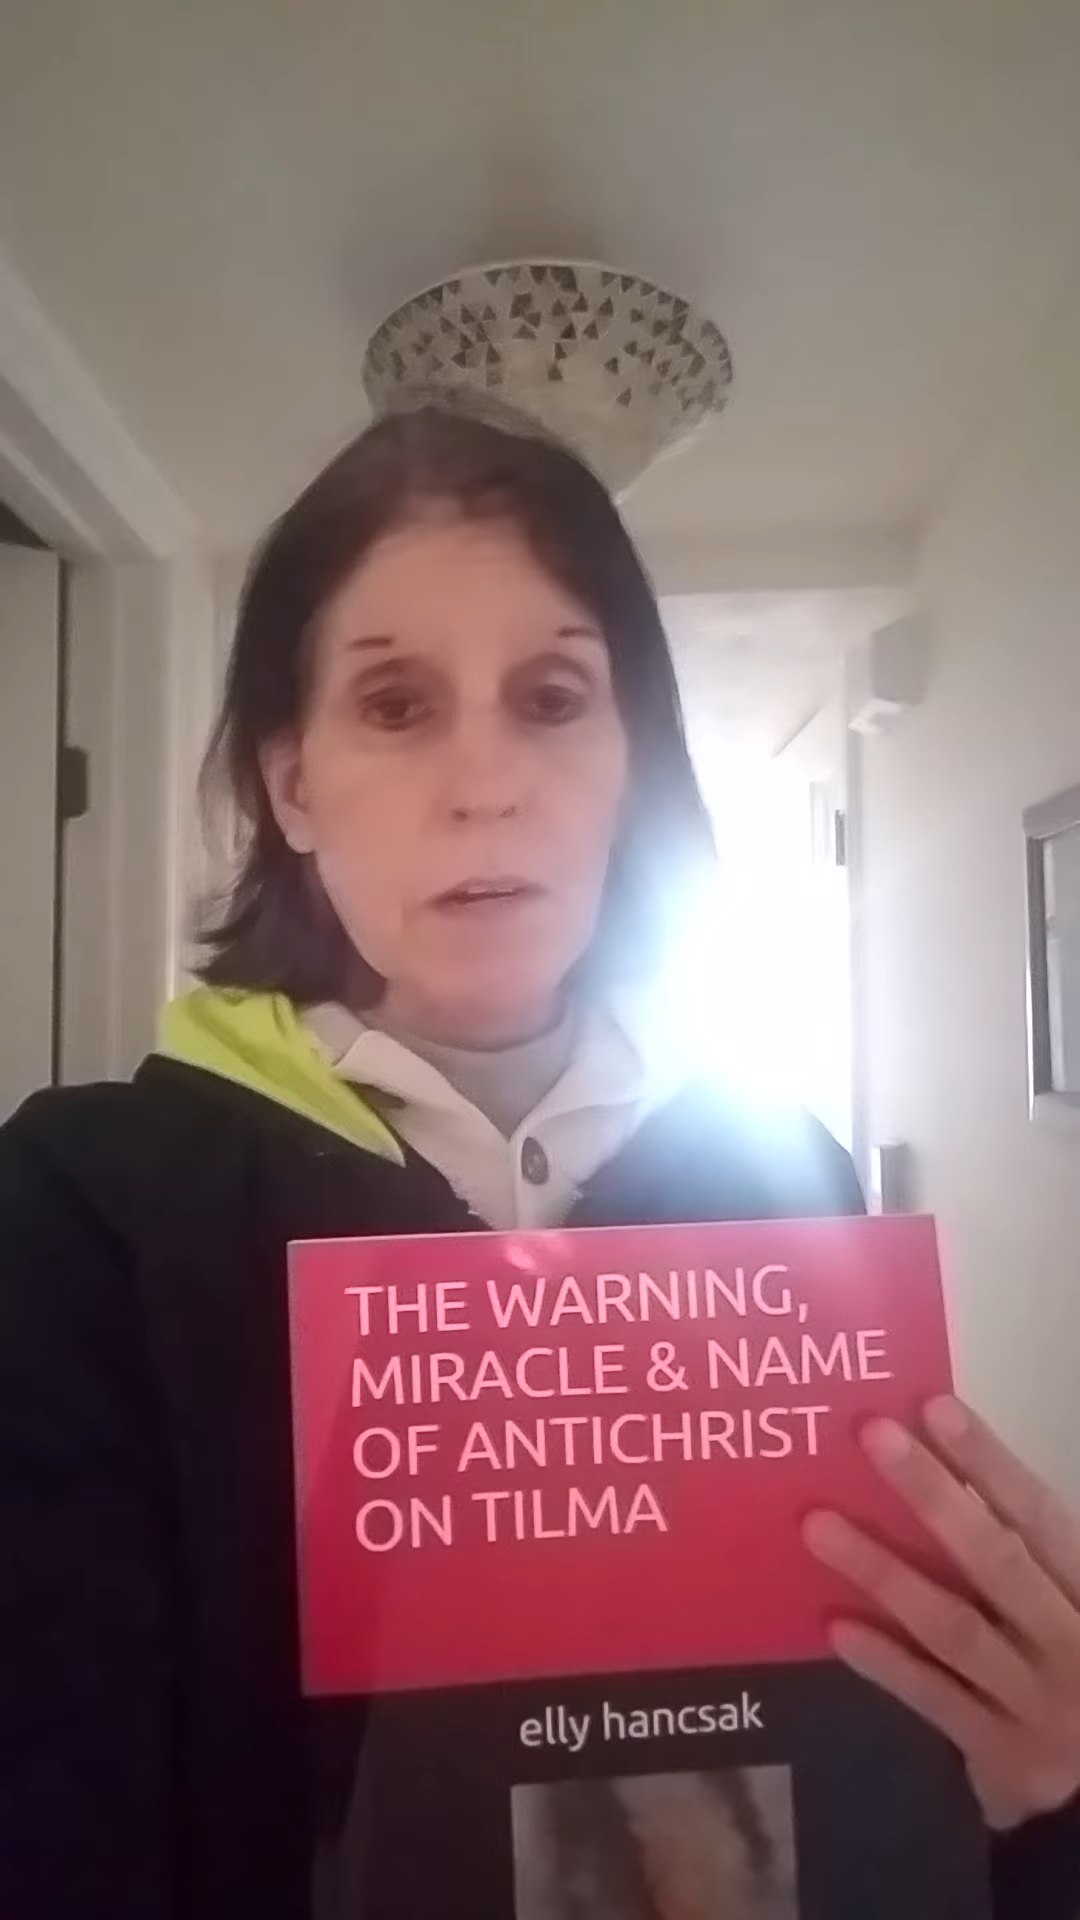 THE WARNING,
MIRACLE & NAME
OF ANTICHRIST
ON TILMA
elly hancsak